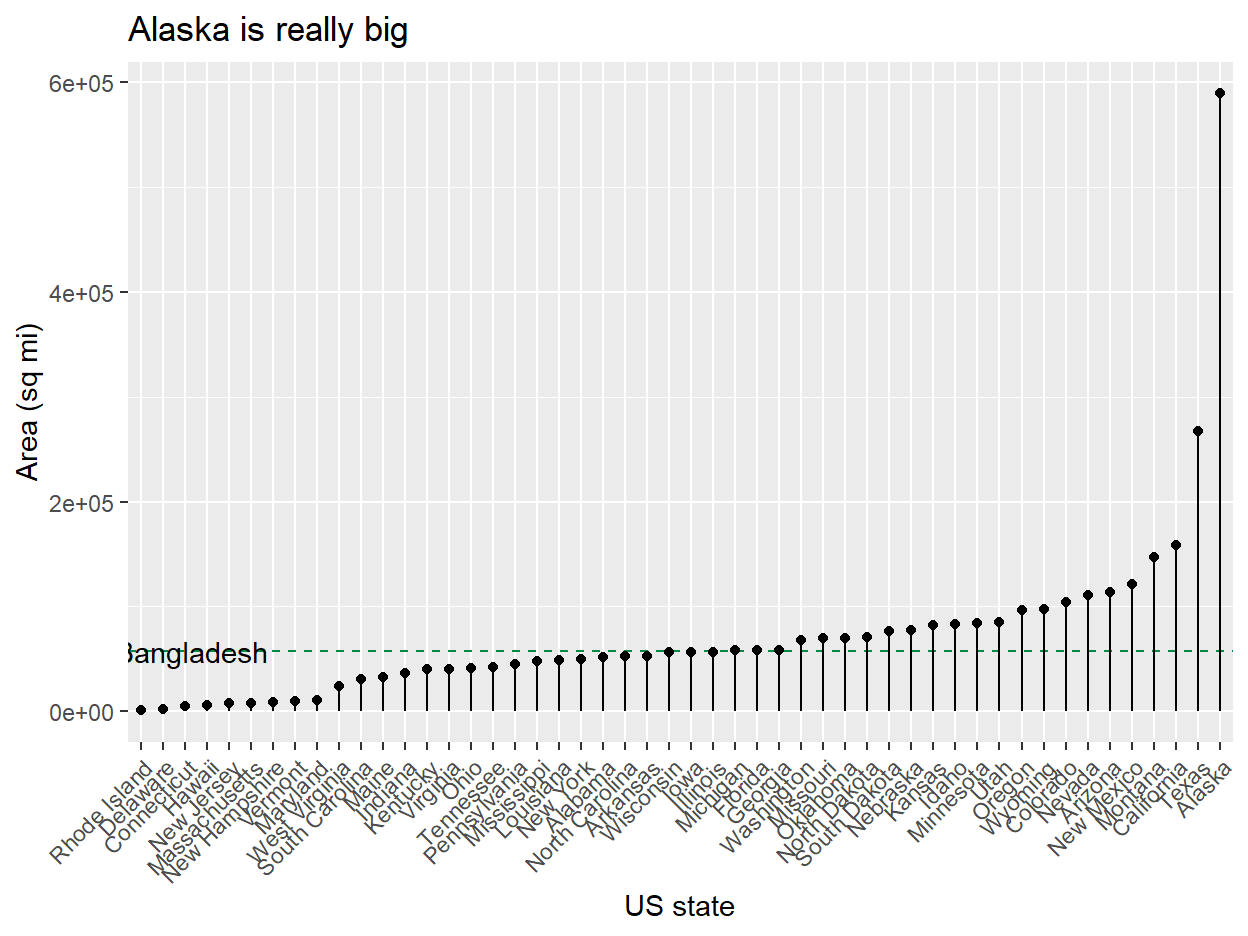 Alaska is really big
6e+05
4e+05
2e+05
0e+00
Area (sq mi)
Bangladesh
Rhode Island
Delaware
Connecticut
Hawaii
New Jersey
Massachusetts
New Hampshire
Vermont
Maryland
West Virginia
South Carolina
Maine
Indiana
Kentucky
Virginia
Ohio
Tennessee
Pennsylvania
Mississippi
Louisiana
New York
Alabama
North Carolina
Arkansas
Wisconsin
Iowa
Illinois
Michigan
Florida
Georgia
Washington
Missouri
Oklahoma
North Dakota
South Dakota
Nebraska
Kansas
Idaho
Minnesota
Utah
Oregon
Wyoming
Colorado
Nevada
Arizona
New Mexico
Montana
California
Texas
Alaska
US state